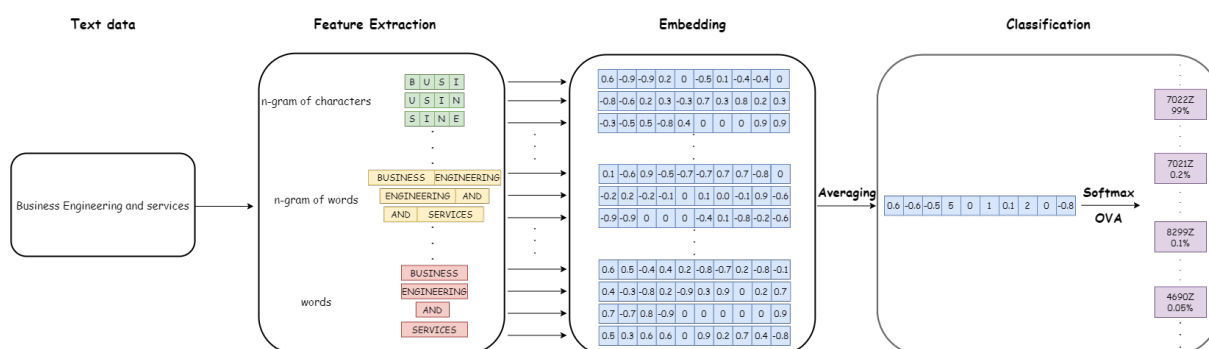 Text data
Feature Extraction
Embedding
Classification
Business Engineering and services
n-gram of characters
B U S I
U S I N
S I N E
n-gram of words
BUSINESS ENGINEERING
ENGINEERING AND
AND SERVICES
words
BUSINESS
ENGINEERING
AND
SERVICES
0.6 -0.9 -0.9 0.2 0 -0.5 0.1 -0.4 -0.4 0
-0.8 -0.6 0.2 0.3 -0.3 0.7 0.3 0.8 0.2 0.3
-0.3 -0.5 0.5 -0.8 0.4 0 0 0 0.9 0.9
0.1 -0.6 0.9 -0.5 -0.7 -0.7 0.7 0.7 -0.8 0
-0.2 0.2 -0.2 -0.1 0 0.1 0.0 -0.1 0.9 -0.6
-0.9 -0.9 0 0 0 -0.4 0.1 -0.8 -0.2 -0.6
0.6 0.5 -0.4 0.4 0.2 -0.8 -0.7 0.2 -0.8 -0.1
0.4 -0.3 -0.8 0.2 -0.9 0.3 0.9 0 0.2 0.7
0.7 -0.7 0.8 -0.9 0 0 0 0 0 0.9
0.5 0.3 0.6 0.6 0 0.9 0.2 0.7 0.4 -0.8
Averaging
0.6 -0.6 -0.5 5 0 1 0.1 2 0 -0.8
Softmax
OVA
7022Z
99%
7021Z
0.2%
8299Z
0.1%
4690Z
0.05%